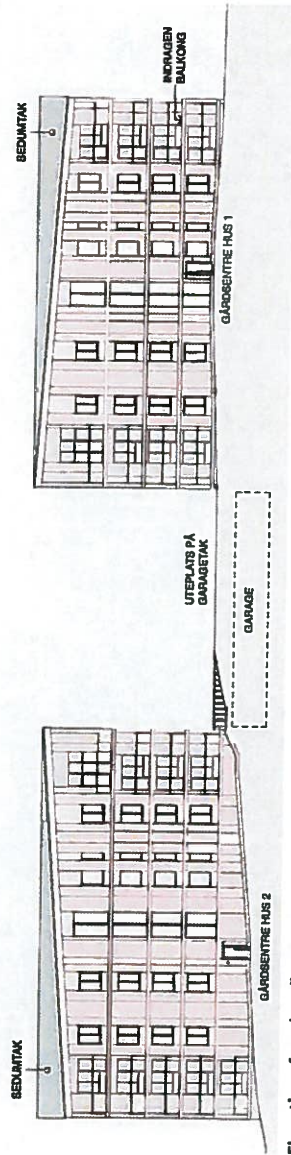 SEDUMTAK
GÅRDSENTRE HUS 2
UTEPLATS PÅ
GARAGETAK
GARAGE
GÅRDSENTRE HUS 1
INDRAGEN
BALKONG
SEDUMTAK